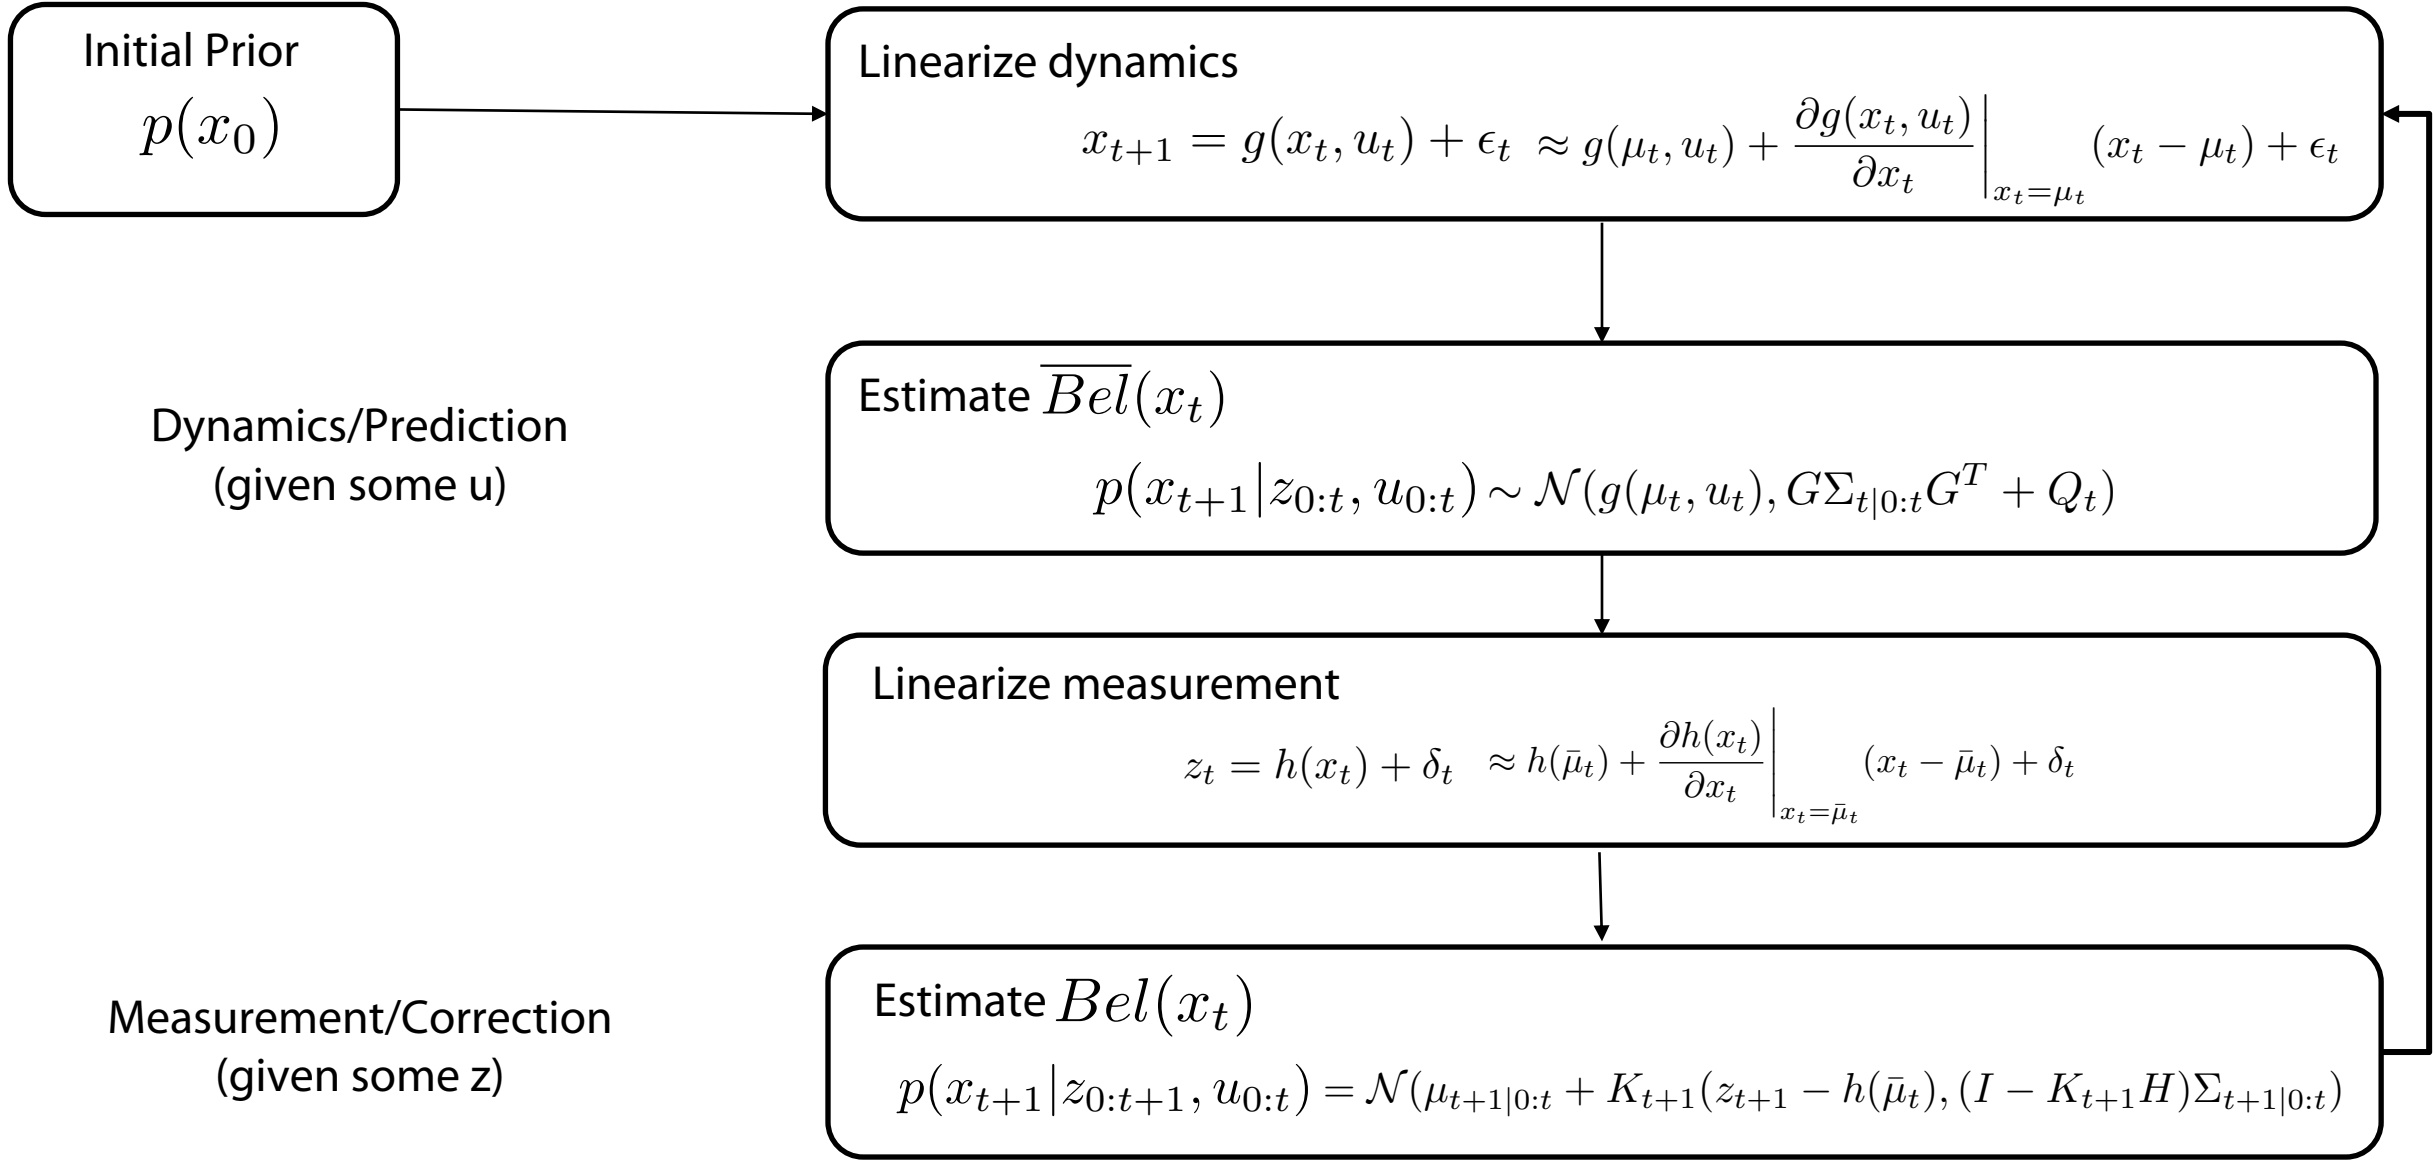 Initial Prior
p(x_0)
Linearize dynamics
x_{t+1} = g(x_t, u_t) + ϵ_t ≈ g(μ_t, u_t) + \frac{∂g(x_t, u_t)}{∂x_t}|_{x_t=μ_t} (x_t − μ_t) + ϵ_t
Dynamics/Prediction
(given some u)
Estimate \overline{Bel}(x_t)
p(x_{t+1}|z_{0:t}, u_{0:t}) ∼ 𝒩(g(μ_t, u_t), GΣ_{t|0:t}G^T + Q_t)
Linearize measurement
z_t = h(x_t) + δ_t ≈ h(\bar{μ}_t) + \frac{∂h(x_t)}{∂x_t}|_{x_t=\bar{μ}_t} (x_t − \bar{μ}_t) + δ_t
Measurement/Correction
(given some z)
Estimate Bel(x_t)
p(x_{t+1}|z_{0:t+1}, u_{0:t}) = 𝒩(μ_{t+1|0:t} + K_{t+1}(z_{t+1} − h(\bar{μ}_t), (I − K_{t+1}H)Σ_{t+1|0:t})